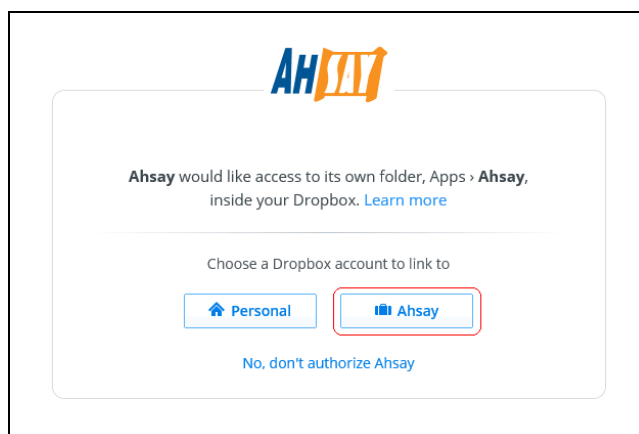 AHSAY
Ahsay would like access to its own folder, Apps › Ahsay,
inside your Dropbox. Learn more
Choose a Dropbox account to link to
Personal
Ahsay
No, don't authorize Ahsay